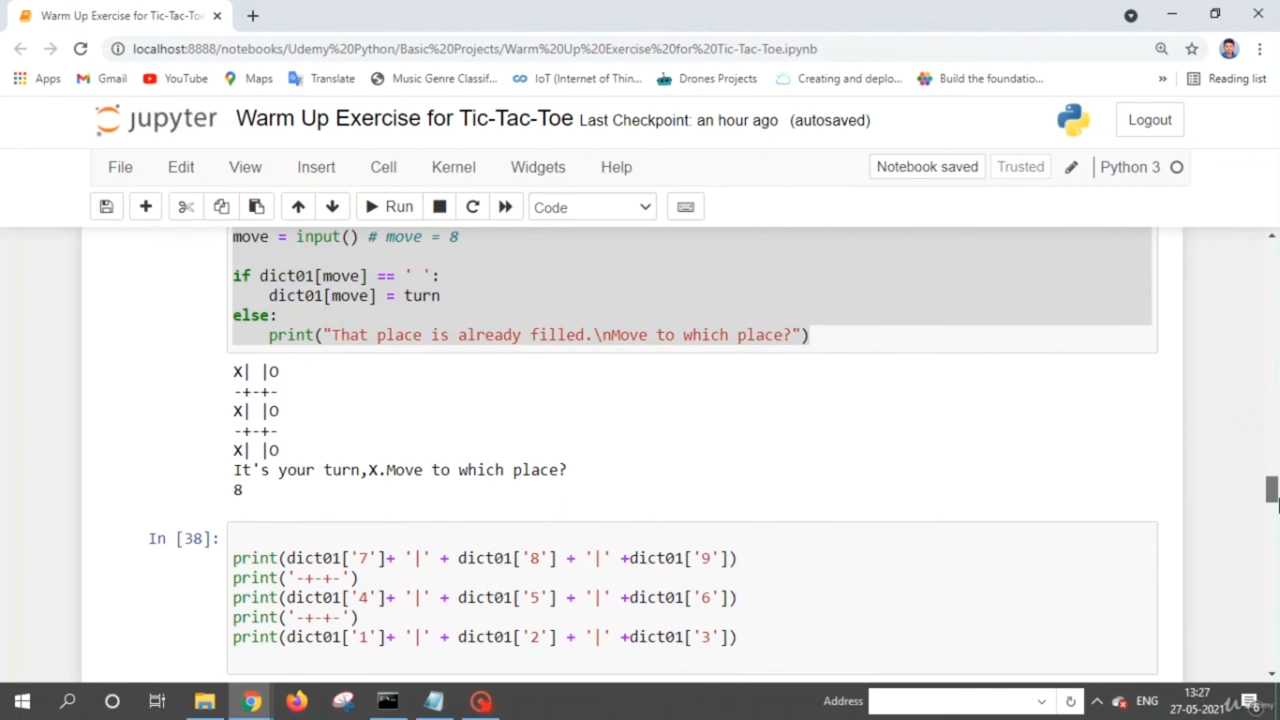 Warm Up Exercise for Tic-Tac-To
localhost:8888/notebooks/Udemy%20Python/Basic%20Projects/Warm%20Up%20Exercise%20for%20Tic-Tac-Toe.ipynb
Apps Gmail YouTube Maps Translate Music Genre Classif... IoT (Internet of Thin... Drones Projects Creating and deplo... Build the foundatio... » Reading list
jupyter Warm Up Exercise for Tic-Tac-Toe Last Checkpoint: an hour ago (autosaved) Logout
File Edit View Insert Cell Kernel Widgets Help Notebook saved Trusted Python 3
Run Code
move = input() # move = 8
if dict01[move] == ' ':
dict01[move] = turn
else:
print("That place is already filled.\nMove to which place?")
X| |O
-+-+-
X| |O
-+-+-
X| |O
It's your turn,X.Move to which place?
8
In [38]:
print(dict01['7']+ '|' + dict01['8'] + '|' +dict01['9'])
print('-+-+-')
print(dict01['4']+ '|' + dict01['5'] + '|' +dict01['6'])
print('-+-+-')
print(dict01['1']+ '|' + dict01['2'] + '|' +dict01['3'])
Address ENG 13:27
27-05-2021